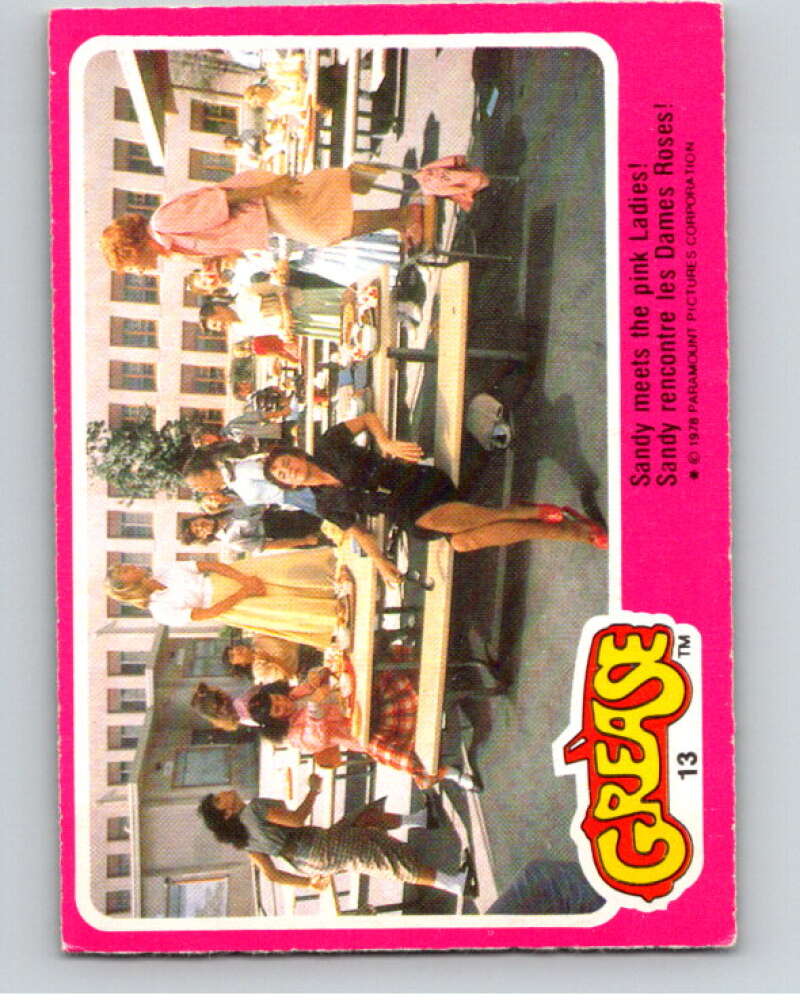 GREASE
TM
13
Sandy meets the pink Ladies!
Sandy rencontre les Dames Roses!
* © 1978 PARAMOUNT PICTURES CORPORATION